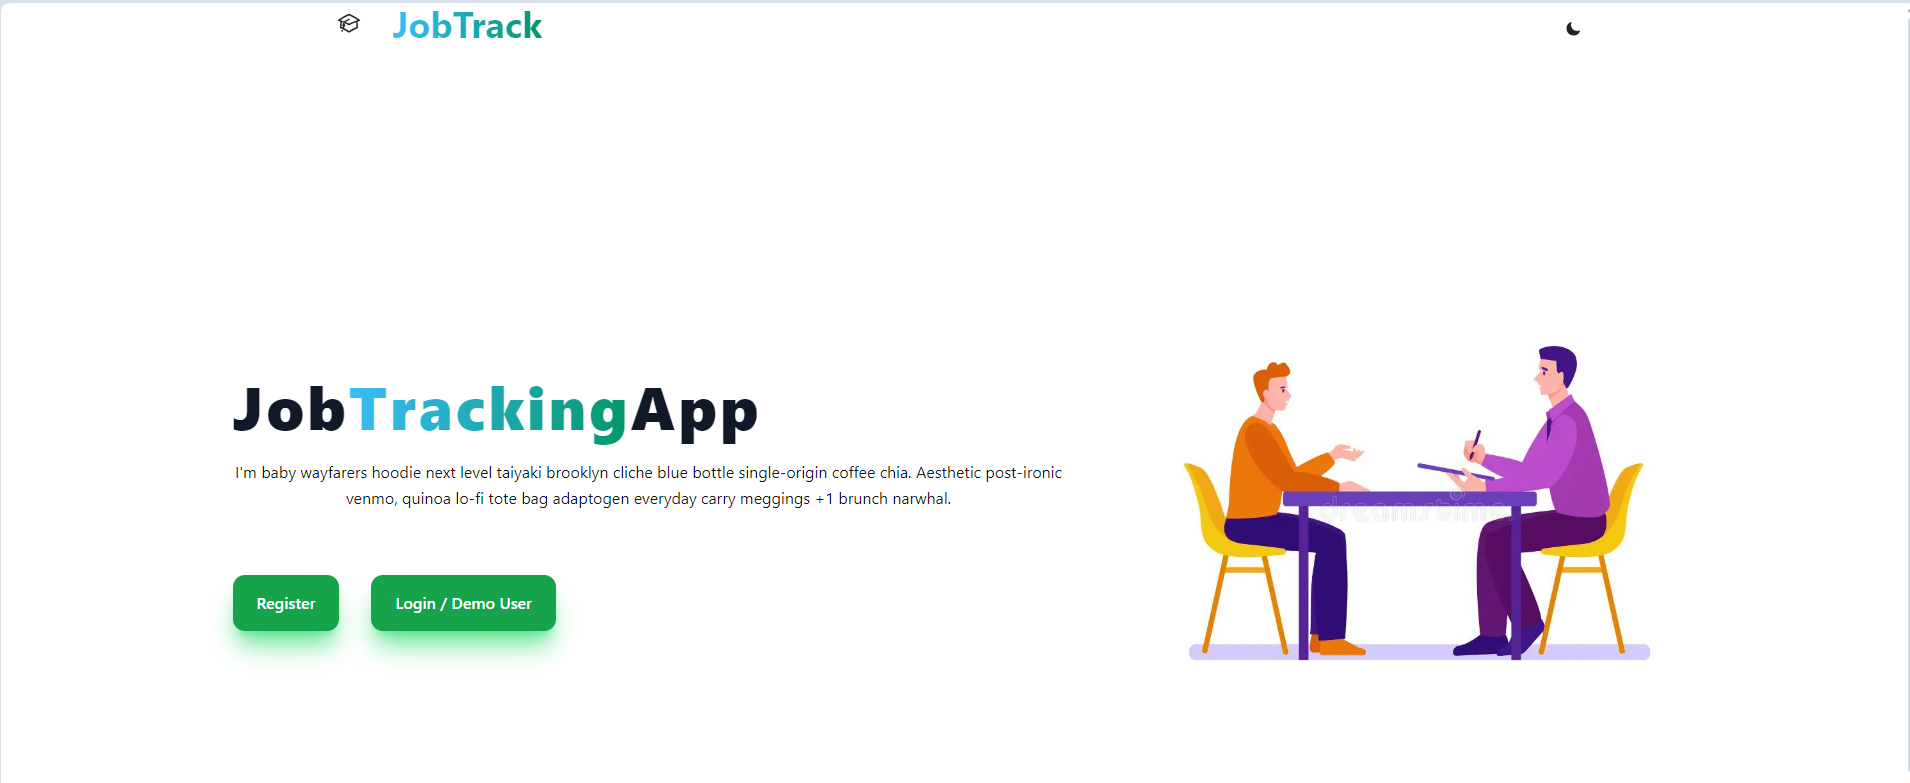 JobTrack
JobTrackingApp
I'm baby wayfarers hoodie next level taiyaki brooklyn cliche blue bottle single-origin coffee chia. Aesthetic post-ironic
venmo, quinoa lo-fi tote bag adaptogen everyday carry meggings +1 brunch narwhal.
Register
Login / Demo User
dreamstime